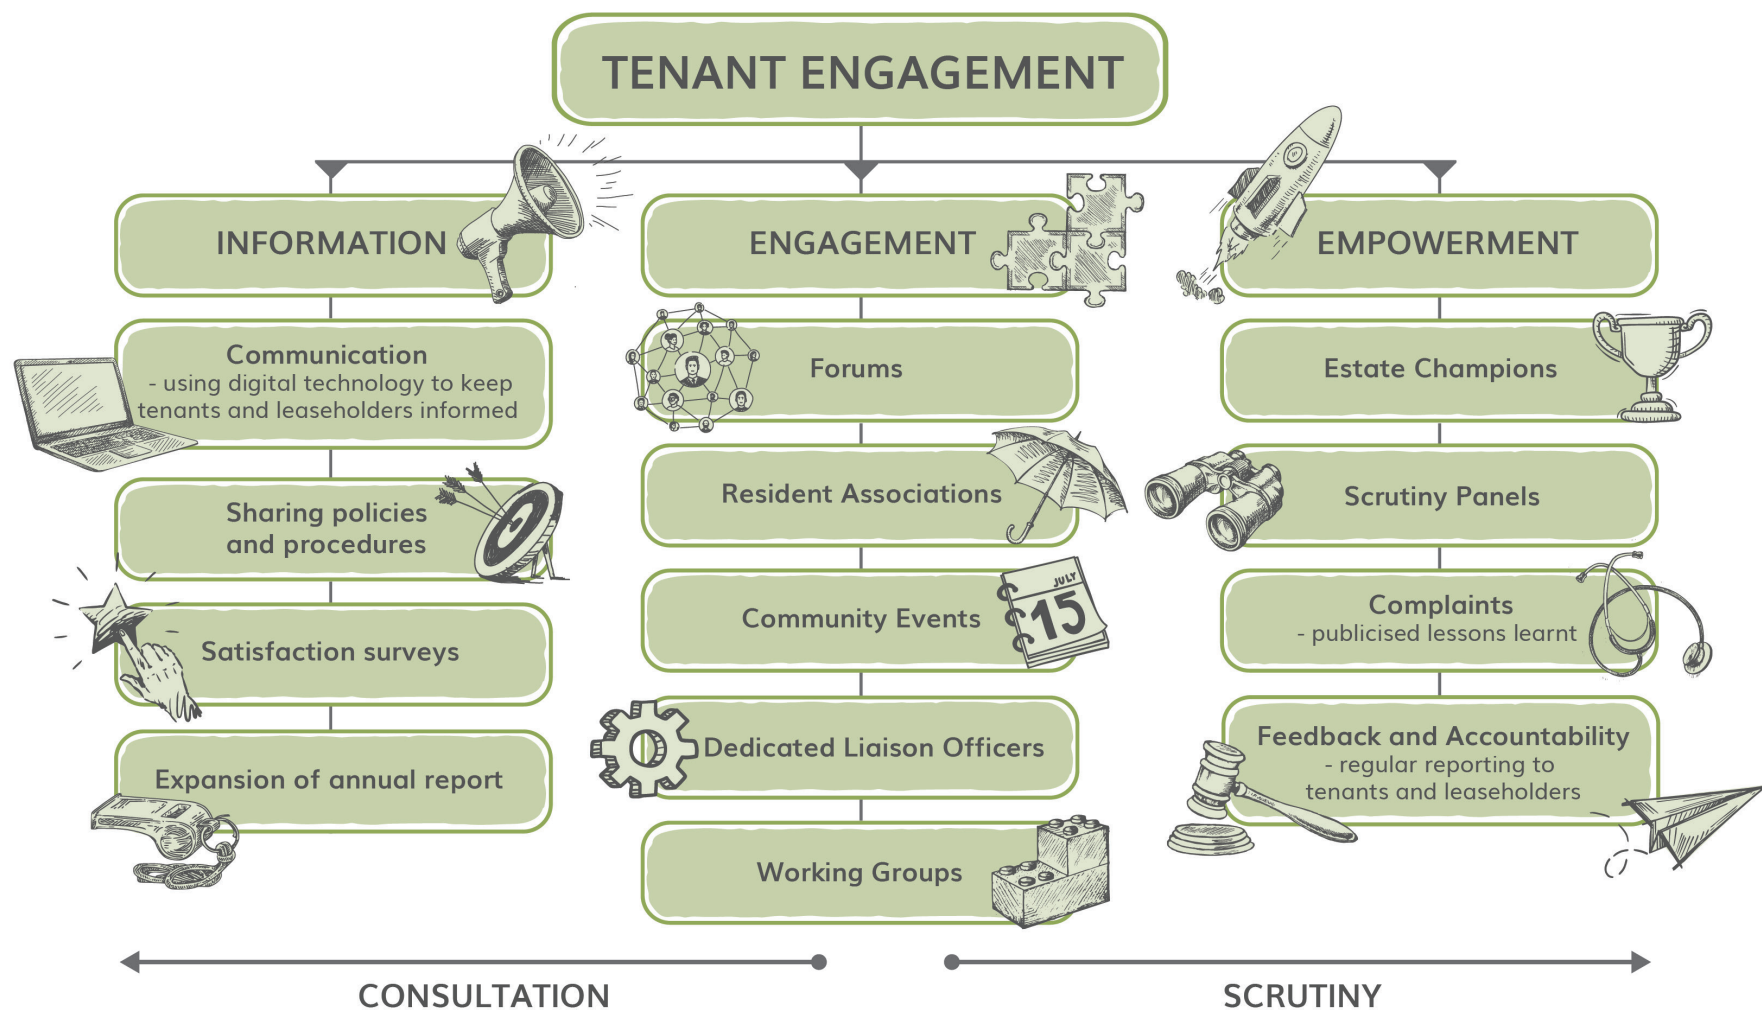 TENANT ENGAGEMENT
INFORMATION
Communication
- using digital technology to keep
tenants and leaseholders informed
Sharing policies
and procedures
Satisfaction surveys
Expansion of annual report
ENGAGEMENT
Forums
Resident Associations
Community Events
JULY
15
Dedicated Liaison Officers
Working Groups
EMPOWERMENT
Estate Champions
Scrutiny Panels
Complaints
- publicised lessons learnt
Feedback and Accountability
- regular reporting to
tenants and leaseholders
CONSULTATION
SCRUTINY